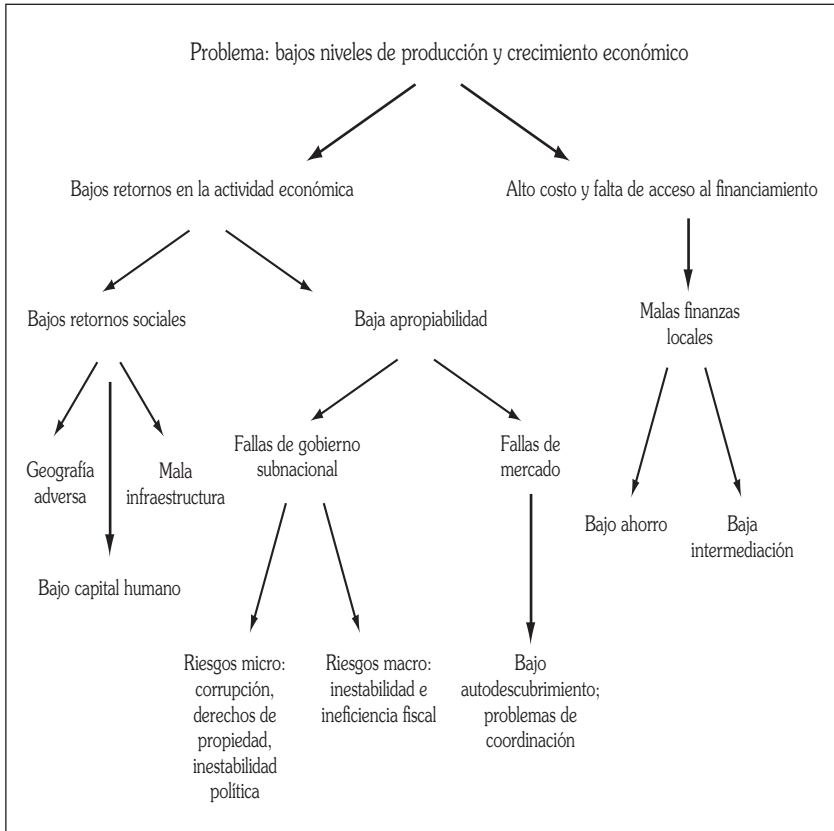 Problema: bajos niveles de producción y crecimiento económico
Bajos retornos en la actividad económica
Alto costo y falta de acceso al financiamiento
Bajos retornos sociales
Baja apropiabilidad
Malas finanzas
locales
Geografía
adversa
Mala
infraestructura
Bajo capital humano
Fallas de gobierno
subnacional
Fallas de
mercado
Bajo ahorro
Baja
intermediación
Riesgos micro:
corrupción,
derechos de
propiedad,
inestabilidad
política
Riesgos macro:
inestabilidad e
ineficiencia fiscal
Bajo
autodescubrimiento;
problemas de
coordinación